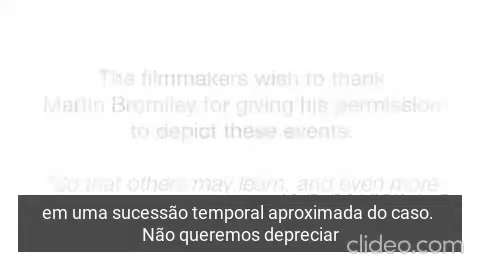 The filmmakers wish to thank
Martin Bromiley for giving his permission
to depict these events.
"So that others may learn, and even more
em uma sucessão temporal aproximada do caso.
Não queremos depreciar
clideo.com